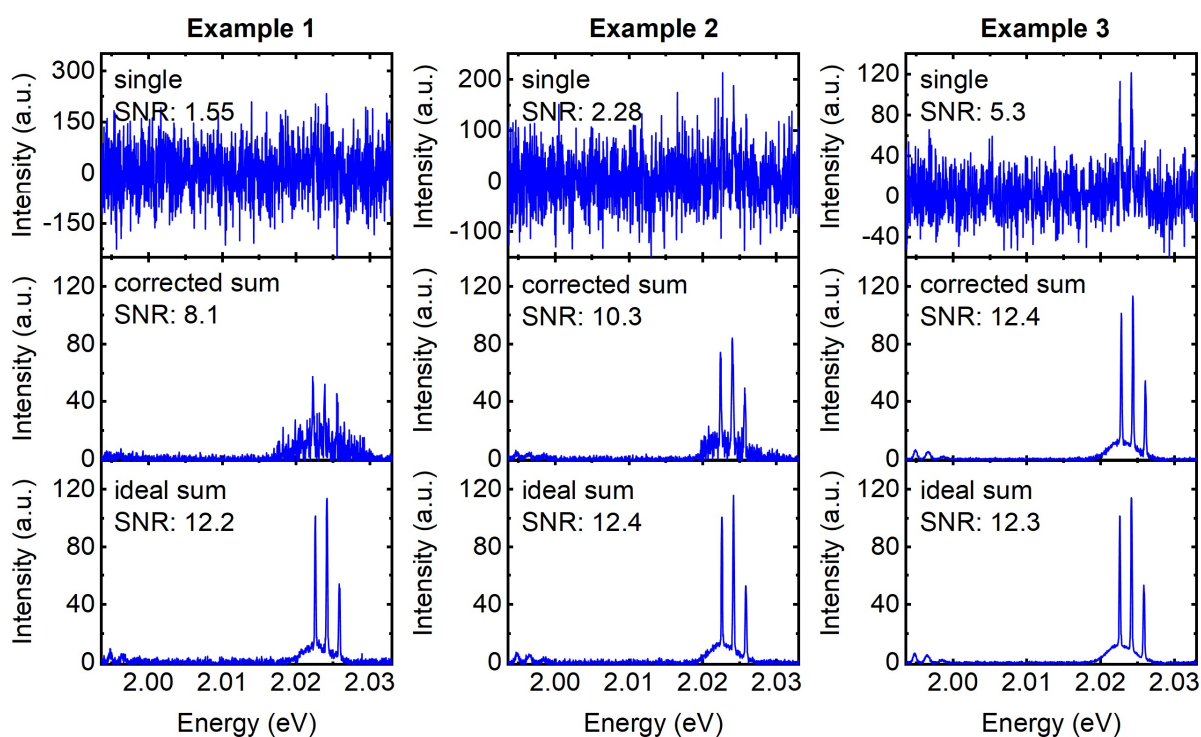 Example 1
Example 2
Example 3
Intensity (a.u.)
300
150
0
-150
single
SNR: 1.55
Intensity (a.u.)
200
100
0
-100
single
SNR: 2.28
Intensity (a.u.)
120
80
40
0
-40
single
SNR: 5.3
Intensity (a.u.)
120
80
40
0
corrected sum
SNR: 8.1
Intensity (a.u.)
120
80
40
0
corrected sum
SNR: 10.3
Intensity (a.u.)
120
80
40
0
corrected sum
SNR: 12.4
Intensity (a.u.)
120
80
40
0
ideal sum
SNR: 12.2
Intensity (a.u.)
120
80
40
0
ideal sum
SNR: 12.4
Intensity (a.u.)
120
80
40
0
ideal sum
SNR: 12.3
2.00 2.01 2.02 2.03
2.00 2.01 2.02 2.03
2.00 2.01 2.02 2.03
Energy (eV)
Energy (eV)
Energy (eV)